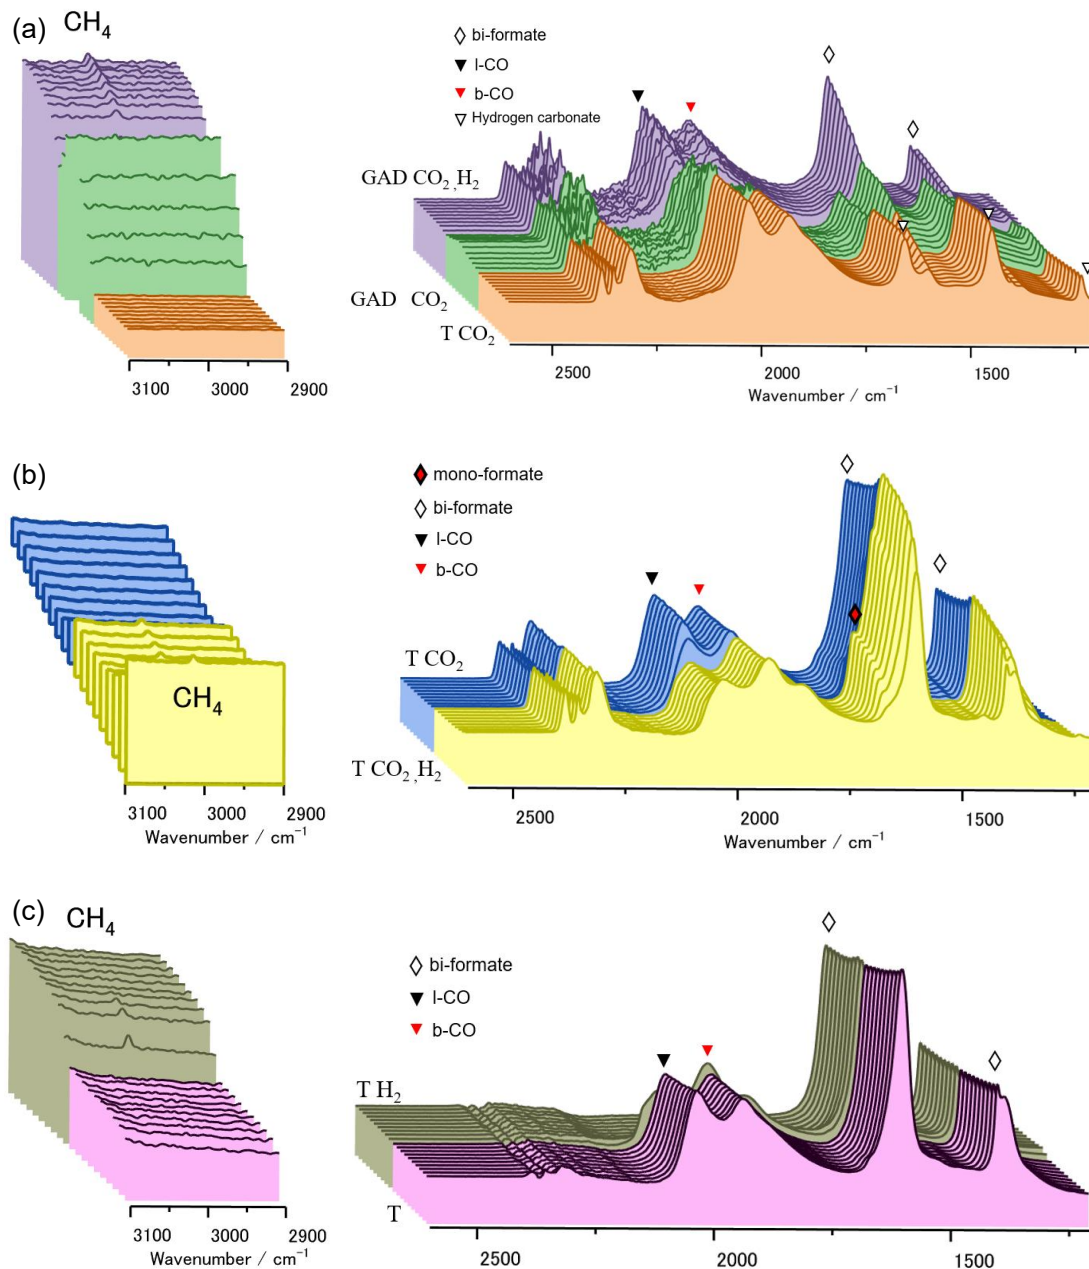 (a)
CH4
bi-formate
l-CO
b-CO
Hydrogen carbonate
GAD CO2 ,H2
GAD CO2
T CO2
3100 3000 2900
2500 2000 1500
Wavenumber / cm−1
(b)
mono-formate
bi-formate
l-CO
b-CO
T CO2
CH4
T CO2 ,H2
3100 3000 2900
Wavenumber / cm−1
2500 2000 1500
Wavenumber / cm−1
(c)
CH4
bi-formate
l-CO
b-CO
T H2
T
3100 3000 2900
Wavenumber / cm−1
2500 2000 1500